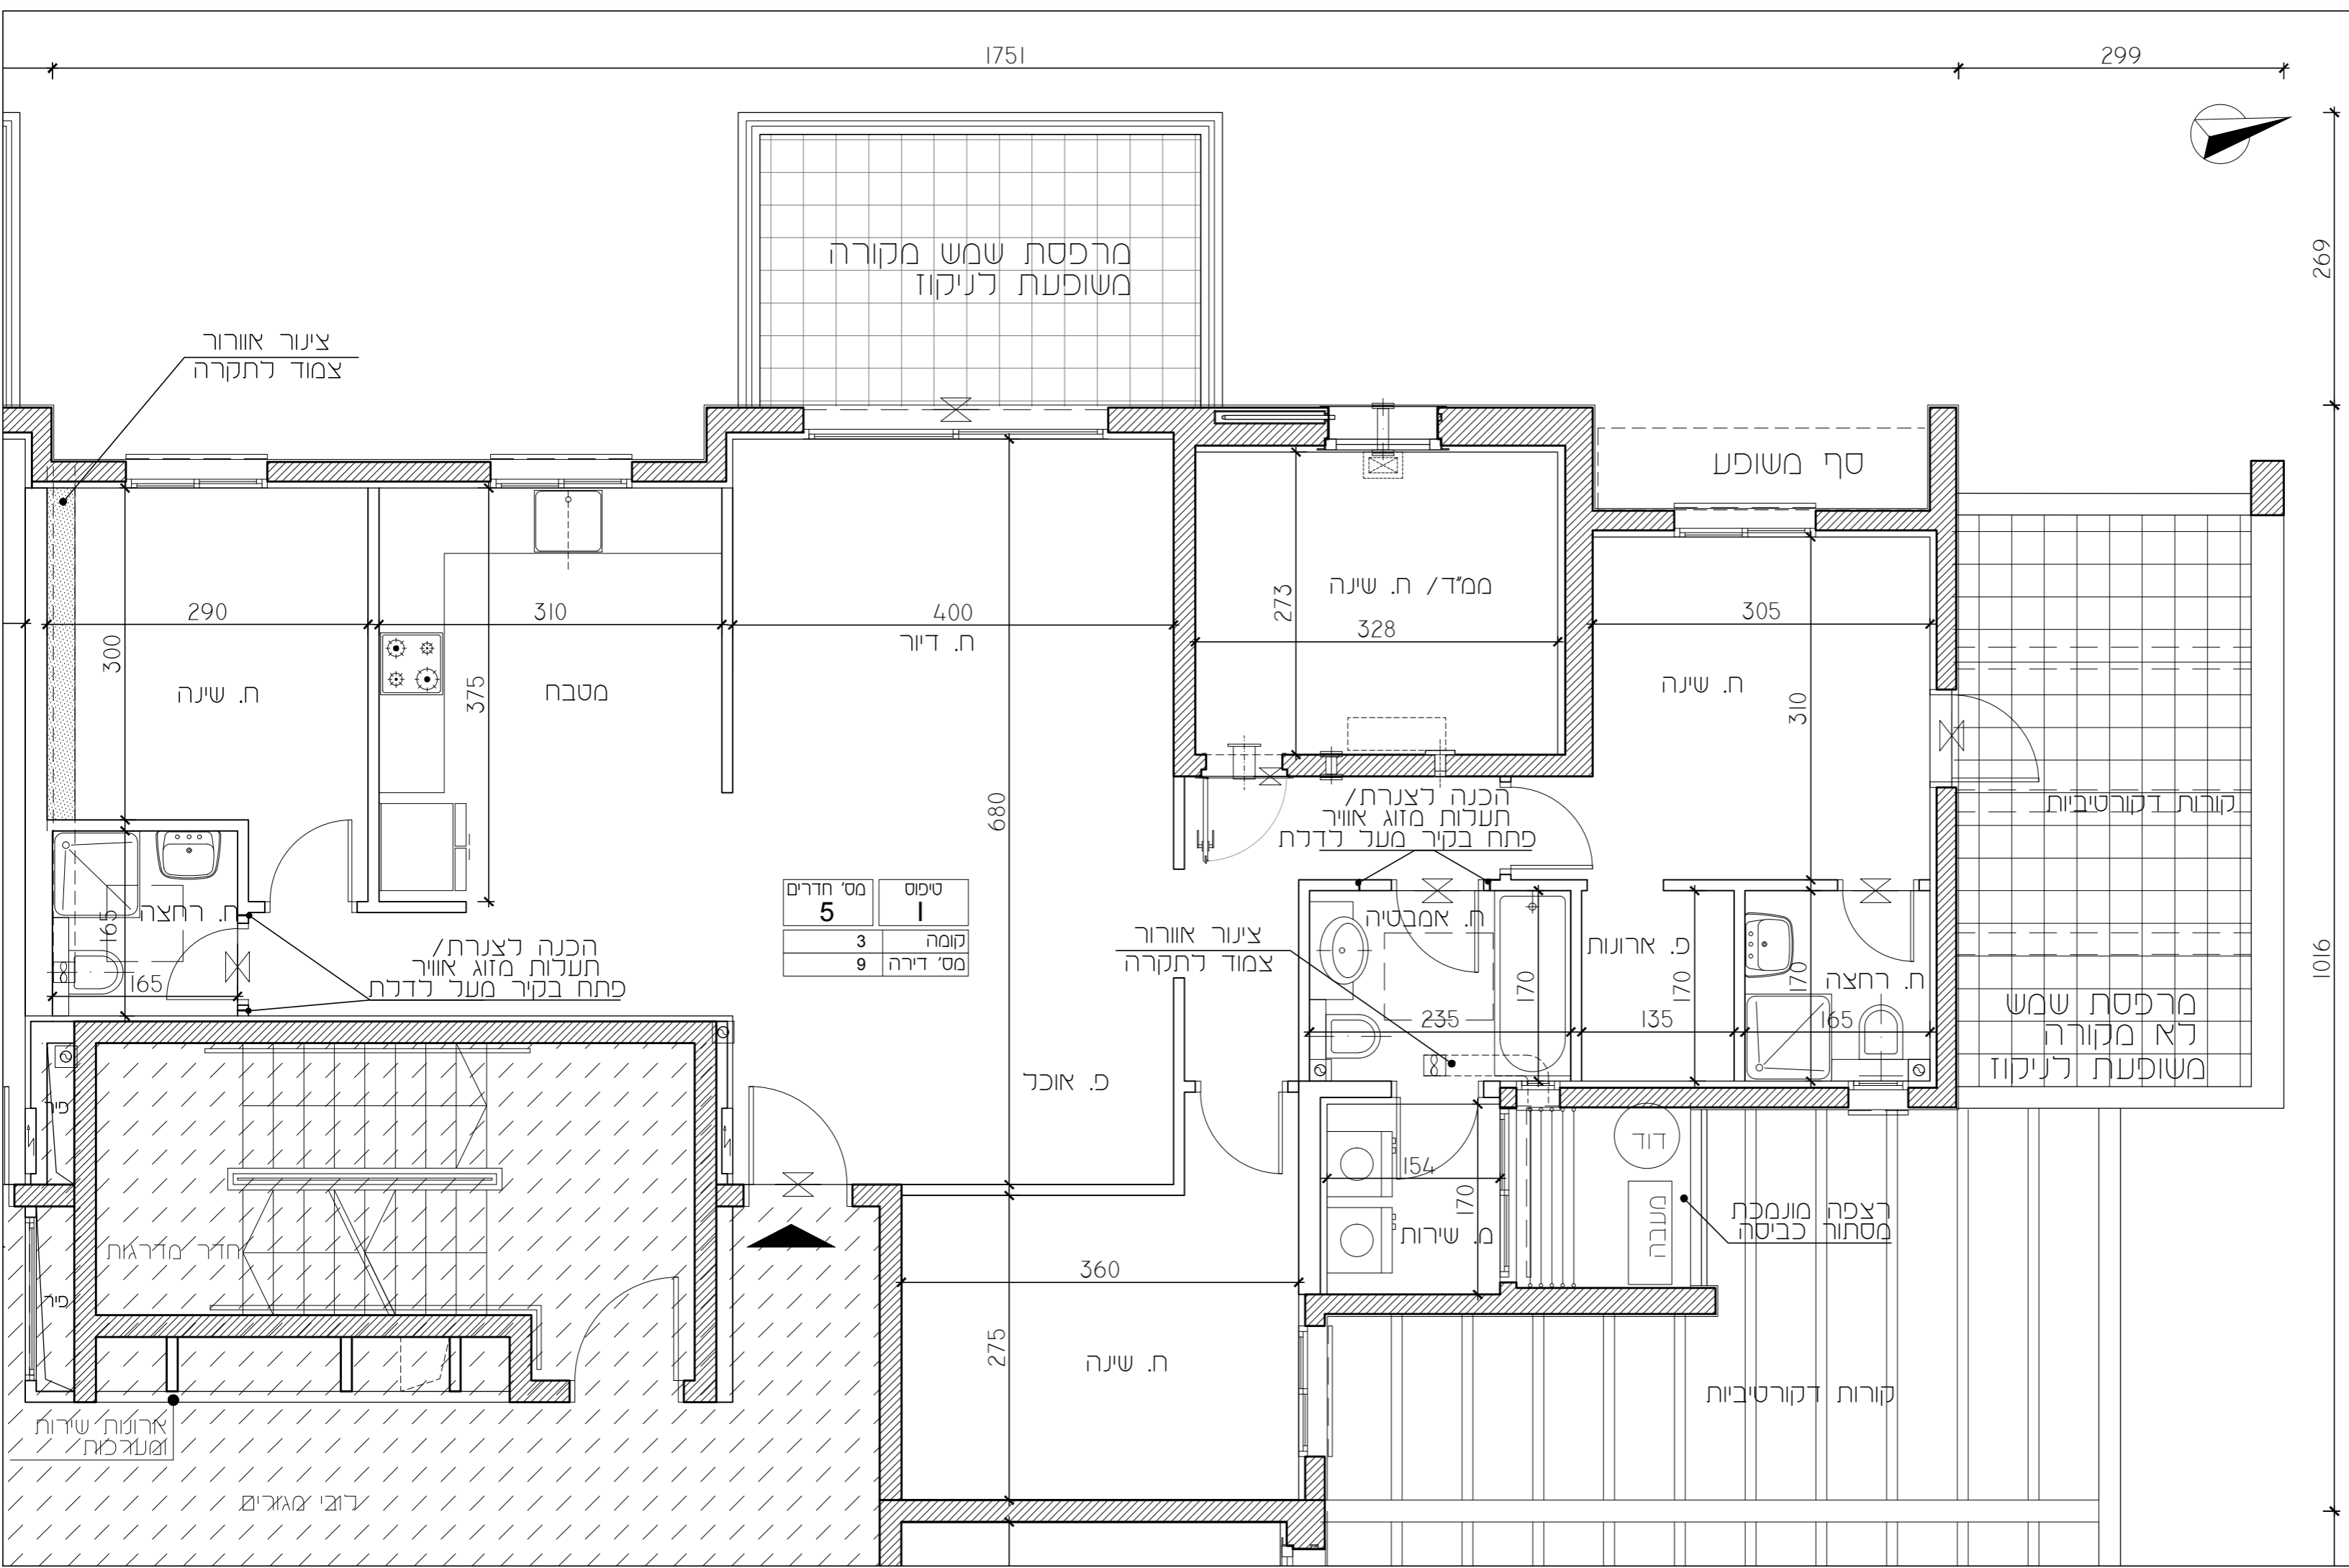 1751
299
269
מרפסת שמש מקורה
משופעת לניקוז
צינור אוורור
צמוד לתקרה
סף משופע
290
310
400
ח. דיור
273
ממ"ד/ ח. שינה
328
305
300
ח. שינה
375
מטבח
ח. שינה
310
680
הכנה לצנרת/
תעלות מזוג אוויר
פתח בקיר מעל לדלת
קורות דקורטיביות
טיפוס
מס' חדרים
I
5
קומה
3
מס' דירה
9
ח. רחצה
165
165
הכנה לצנרת/
תעלות מזוג אוויר
פתח בקיר מעל לדלת
צינור אוורור
צמוד לתקרה
ח. אמבטיה
170
235
פ. ארונות
170
135
170
ח. רחצה
165
מרפסת שמש
לא מקורה
משופעת לניקוז
1016
פ. אוכל
פיר
דוד
154
170
מ. שירות
מעבה
רצפה מונמכת
מסתור כביסה
חדר מדרגות
פיר
360
275
ח. שינה
קורות דקורטיביות
ארונות שירות
ומערכות
לובי מגורים